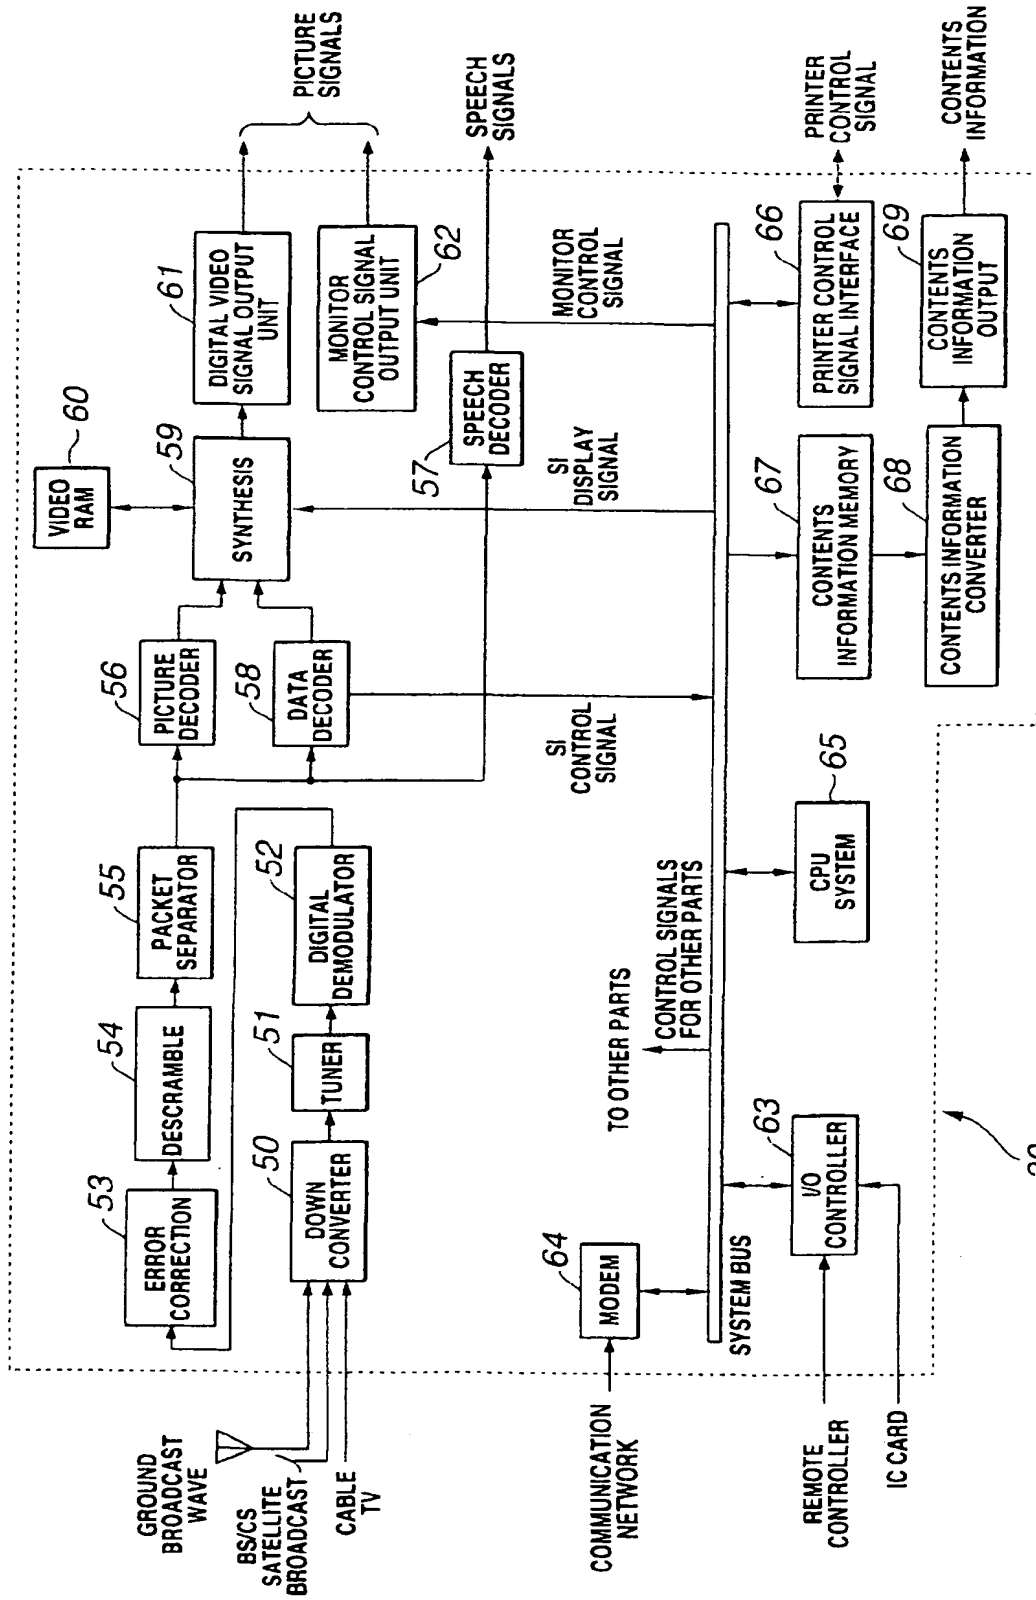 GROUND
BROADCAST
WAVE
BS/CS
SATELLITE
BROADCAST
CABLE
TV
53
ERROR
CORRECTION
54
DESCRAMBLE
55
PACKET
SEPARATOR
50
DOWN
CONVERTER
51
TUNER
52
DIGITAL
DEMODULATOR
56
PICTURE
DECODER
58
DATA
DECODER
60
VIDEO
RAM
59
SYNTHESIS
61
DIGITAL VIDEO
SIGNAL OUTPUT
UNIT
MONITOR
CONTROL SIGNAL
OUTPUT UNIT
62
PICTURE
SIGNALS
57
SPEECH
DECODER
SPEECH
SIGNALS
SI
CONTROL
SIGNAL
SI
DISPLAY
SIGNAL
MONITOR
CONTROL
SIGNAL
COMMUNICATION
NETWORK
64
MODEM
TO OTHER PARTS
CONTROL SIGNALS
FOR OTHER PARTS
SYSTEM BUS
REMOTE
CONTROLLER
IC CARD
63
I/O
CONTROLLER
65
CPU
SYSTEM
67
CONTENTS
INFORMATION MEMORY
66
PRINTER CONTROL
SIGNAL INTERFACE
PRINTER
CONTROL
SIGNAL
68
CONTENTS INFORMATION
CONVERTER
69
CONTENTS
INFORMATION
OUTPUT
CONTENTS
INFORMATION